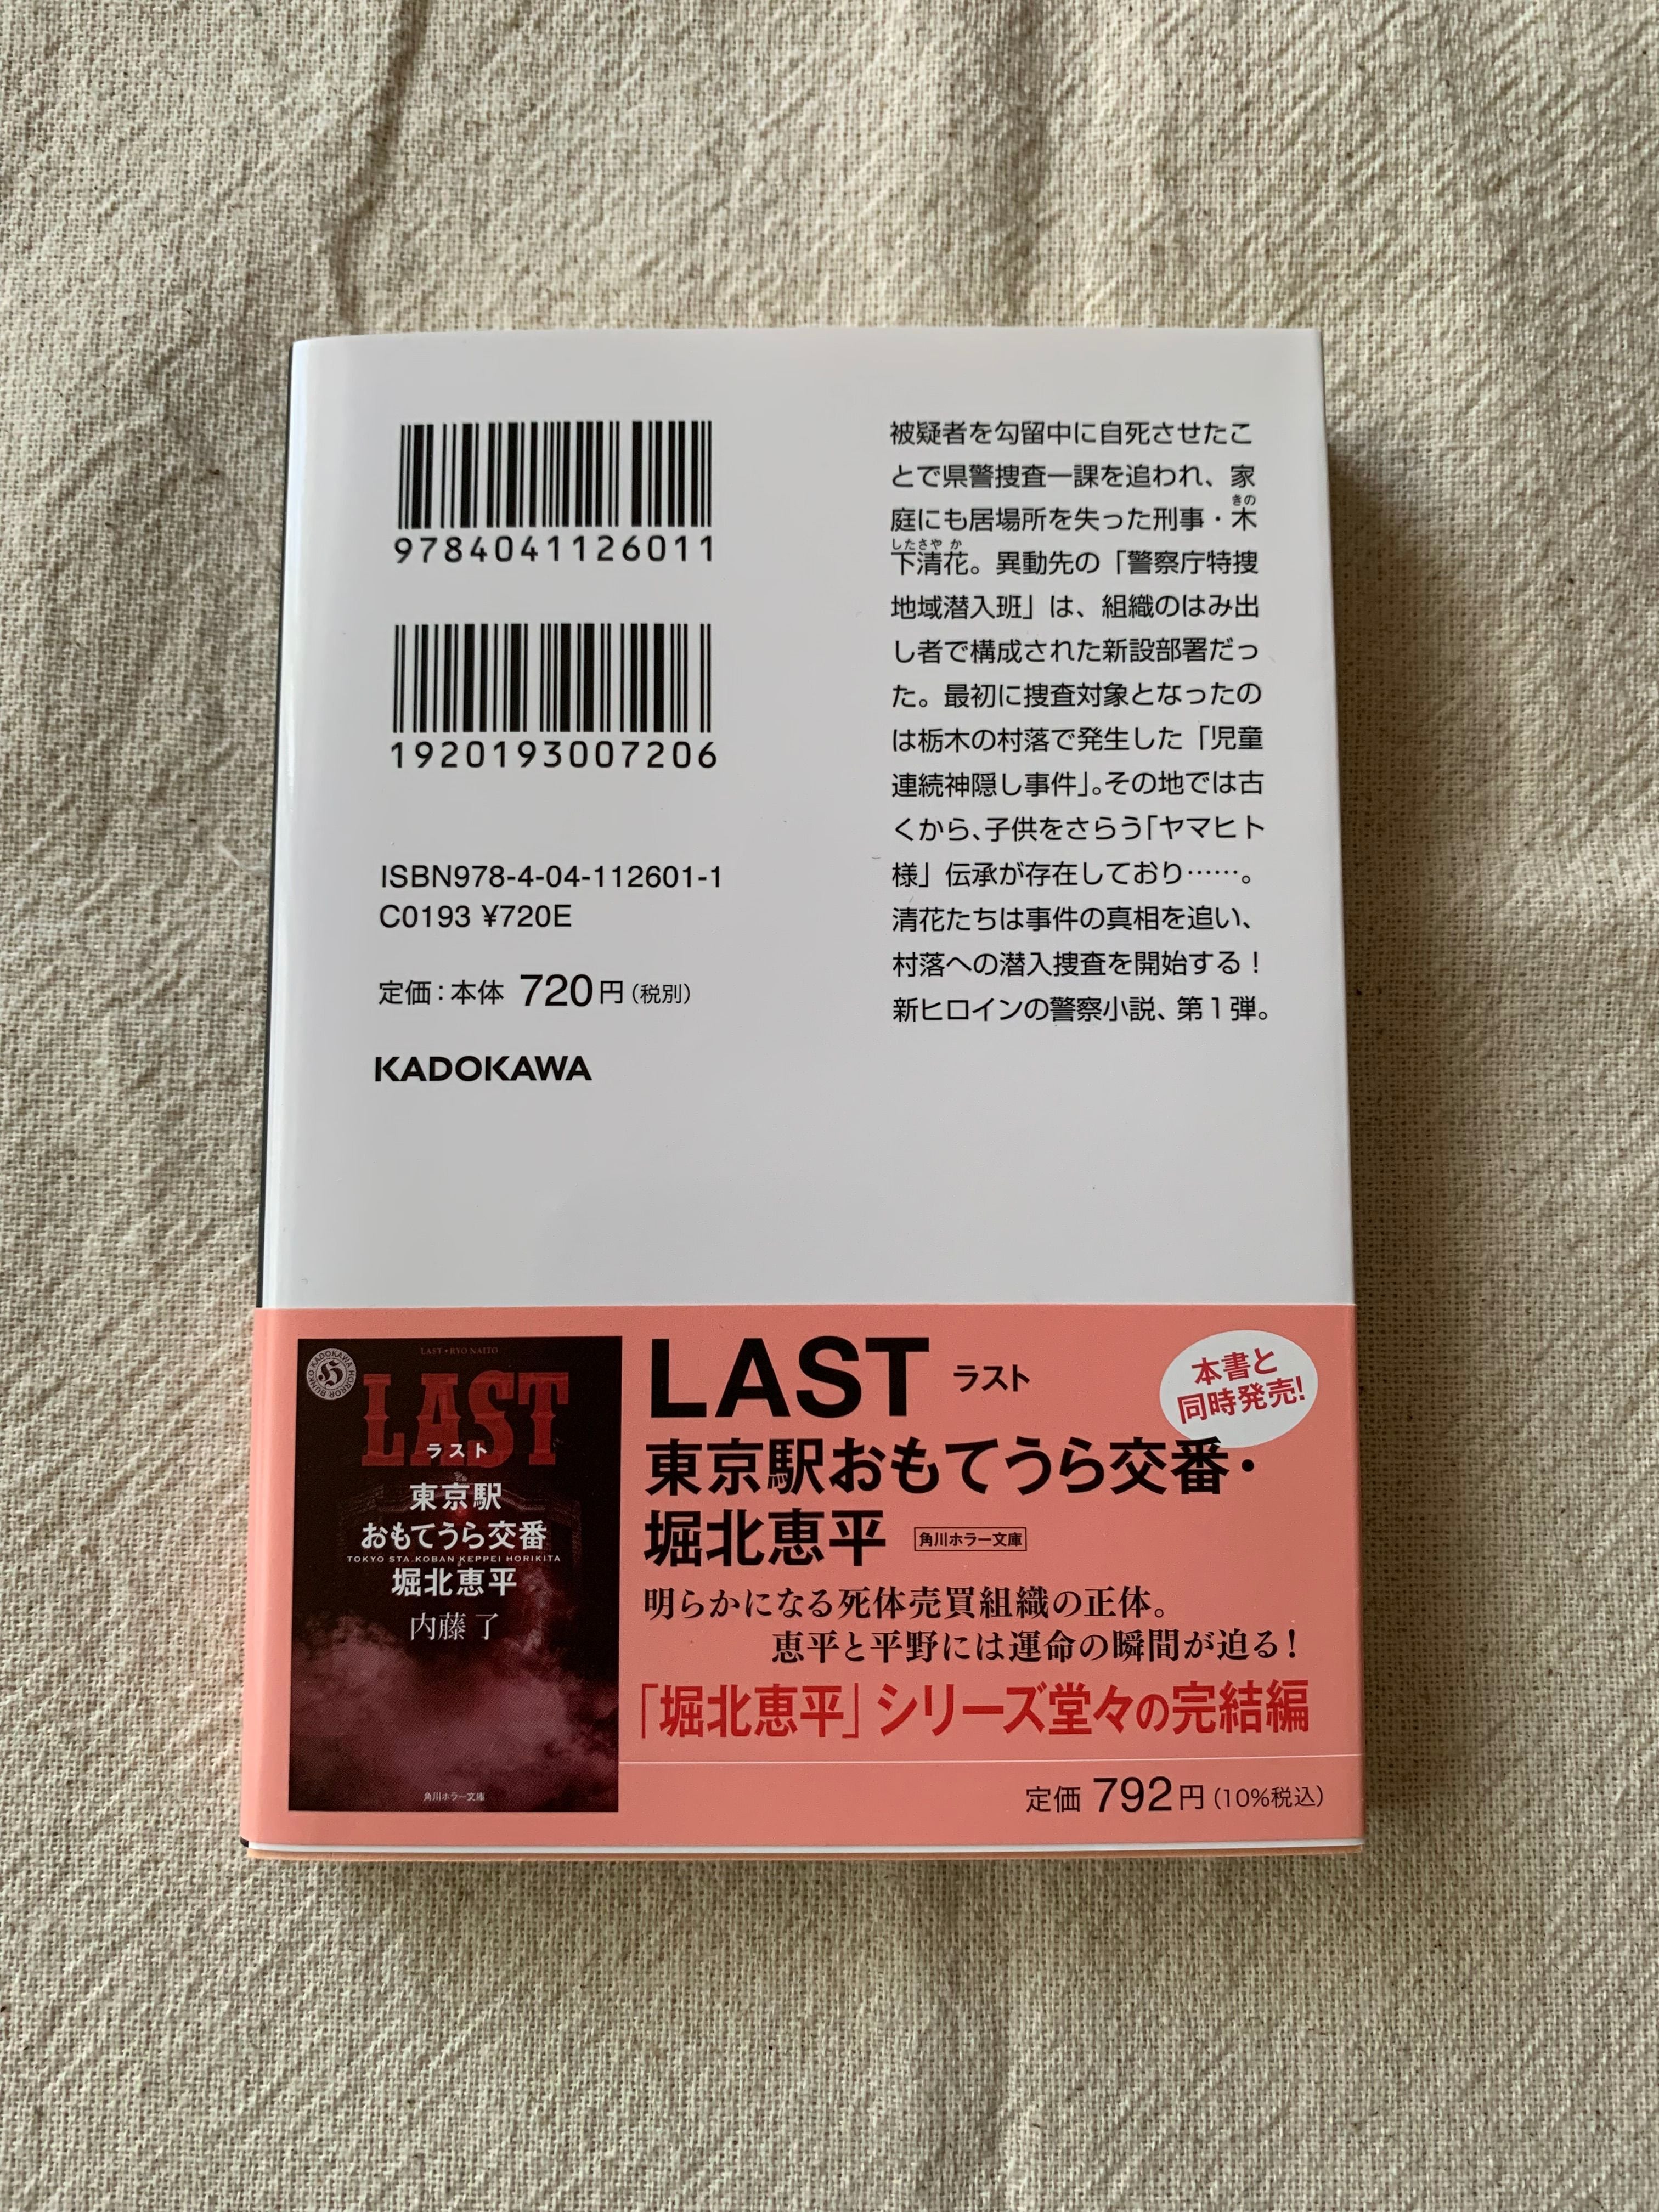 9784041126011
1920193007206
ISBN978-4-04-112601-1
C0193 ¥720E
定価：本体 720円（税別）
KADOKAWA
被疑者を勾留中に自死させたこ
とで県警捜査一課を追われ、家
きの
庭にも居場所を失った刑事・木
したさやか
下清花。異動先の「警察庁特捜
地域潜入班」は、組織のはみ出
し者で構成された新設部署だっ
た。最初に捜査対象となったの
は栃木の村落で発生した「児童
連続神隠し事件」。その地では古
くから、子供をさらう「ヤマヒト
様」伝承が存在しており……。
清花たちは事件の真相を追い、
村落への潜入捜査を開始する！
新ヒロインの警察小説、第1弾。
LAST・RYO NAITO
KADOKAWA HORROR BUNKO
H
LAST
ラスト
東京駅
おもてうら交番
TOKYO STA.KOBAN KEPPEI HORIKITA
堀北恵平
内藤 了
角川ホラー文庫
LAST ラスト
本書と
同時発売！
東京駅おもてうら交番・
堀北恵平 角川ホラー文庫
明らかになる死体売買組織の正体。
恵平と平野には運命の瞬間が迫る！
「堀北恵平」シリーズ堂々の完結編
定価 792円（10%税込）